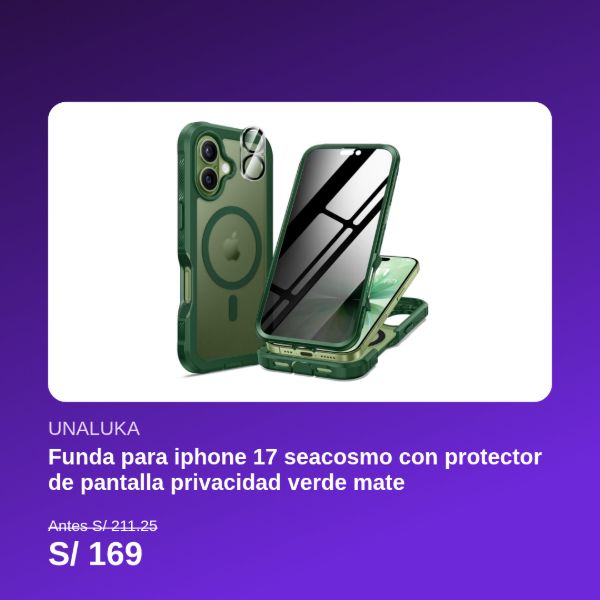 UNALUKA
Funda para iphone 17 seacosmo con protector
de pantalla privacidad verde mate
Antes S/ 211.25
S/ 169